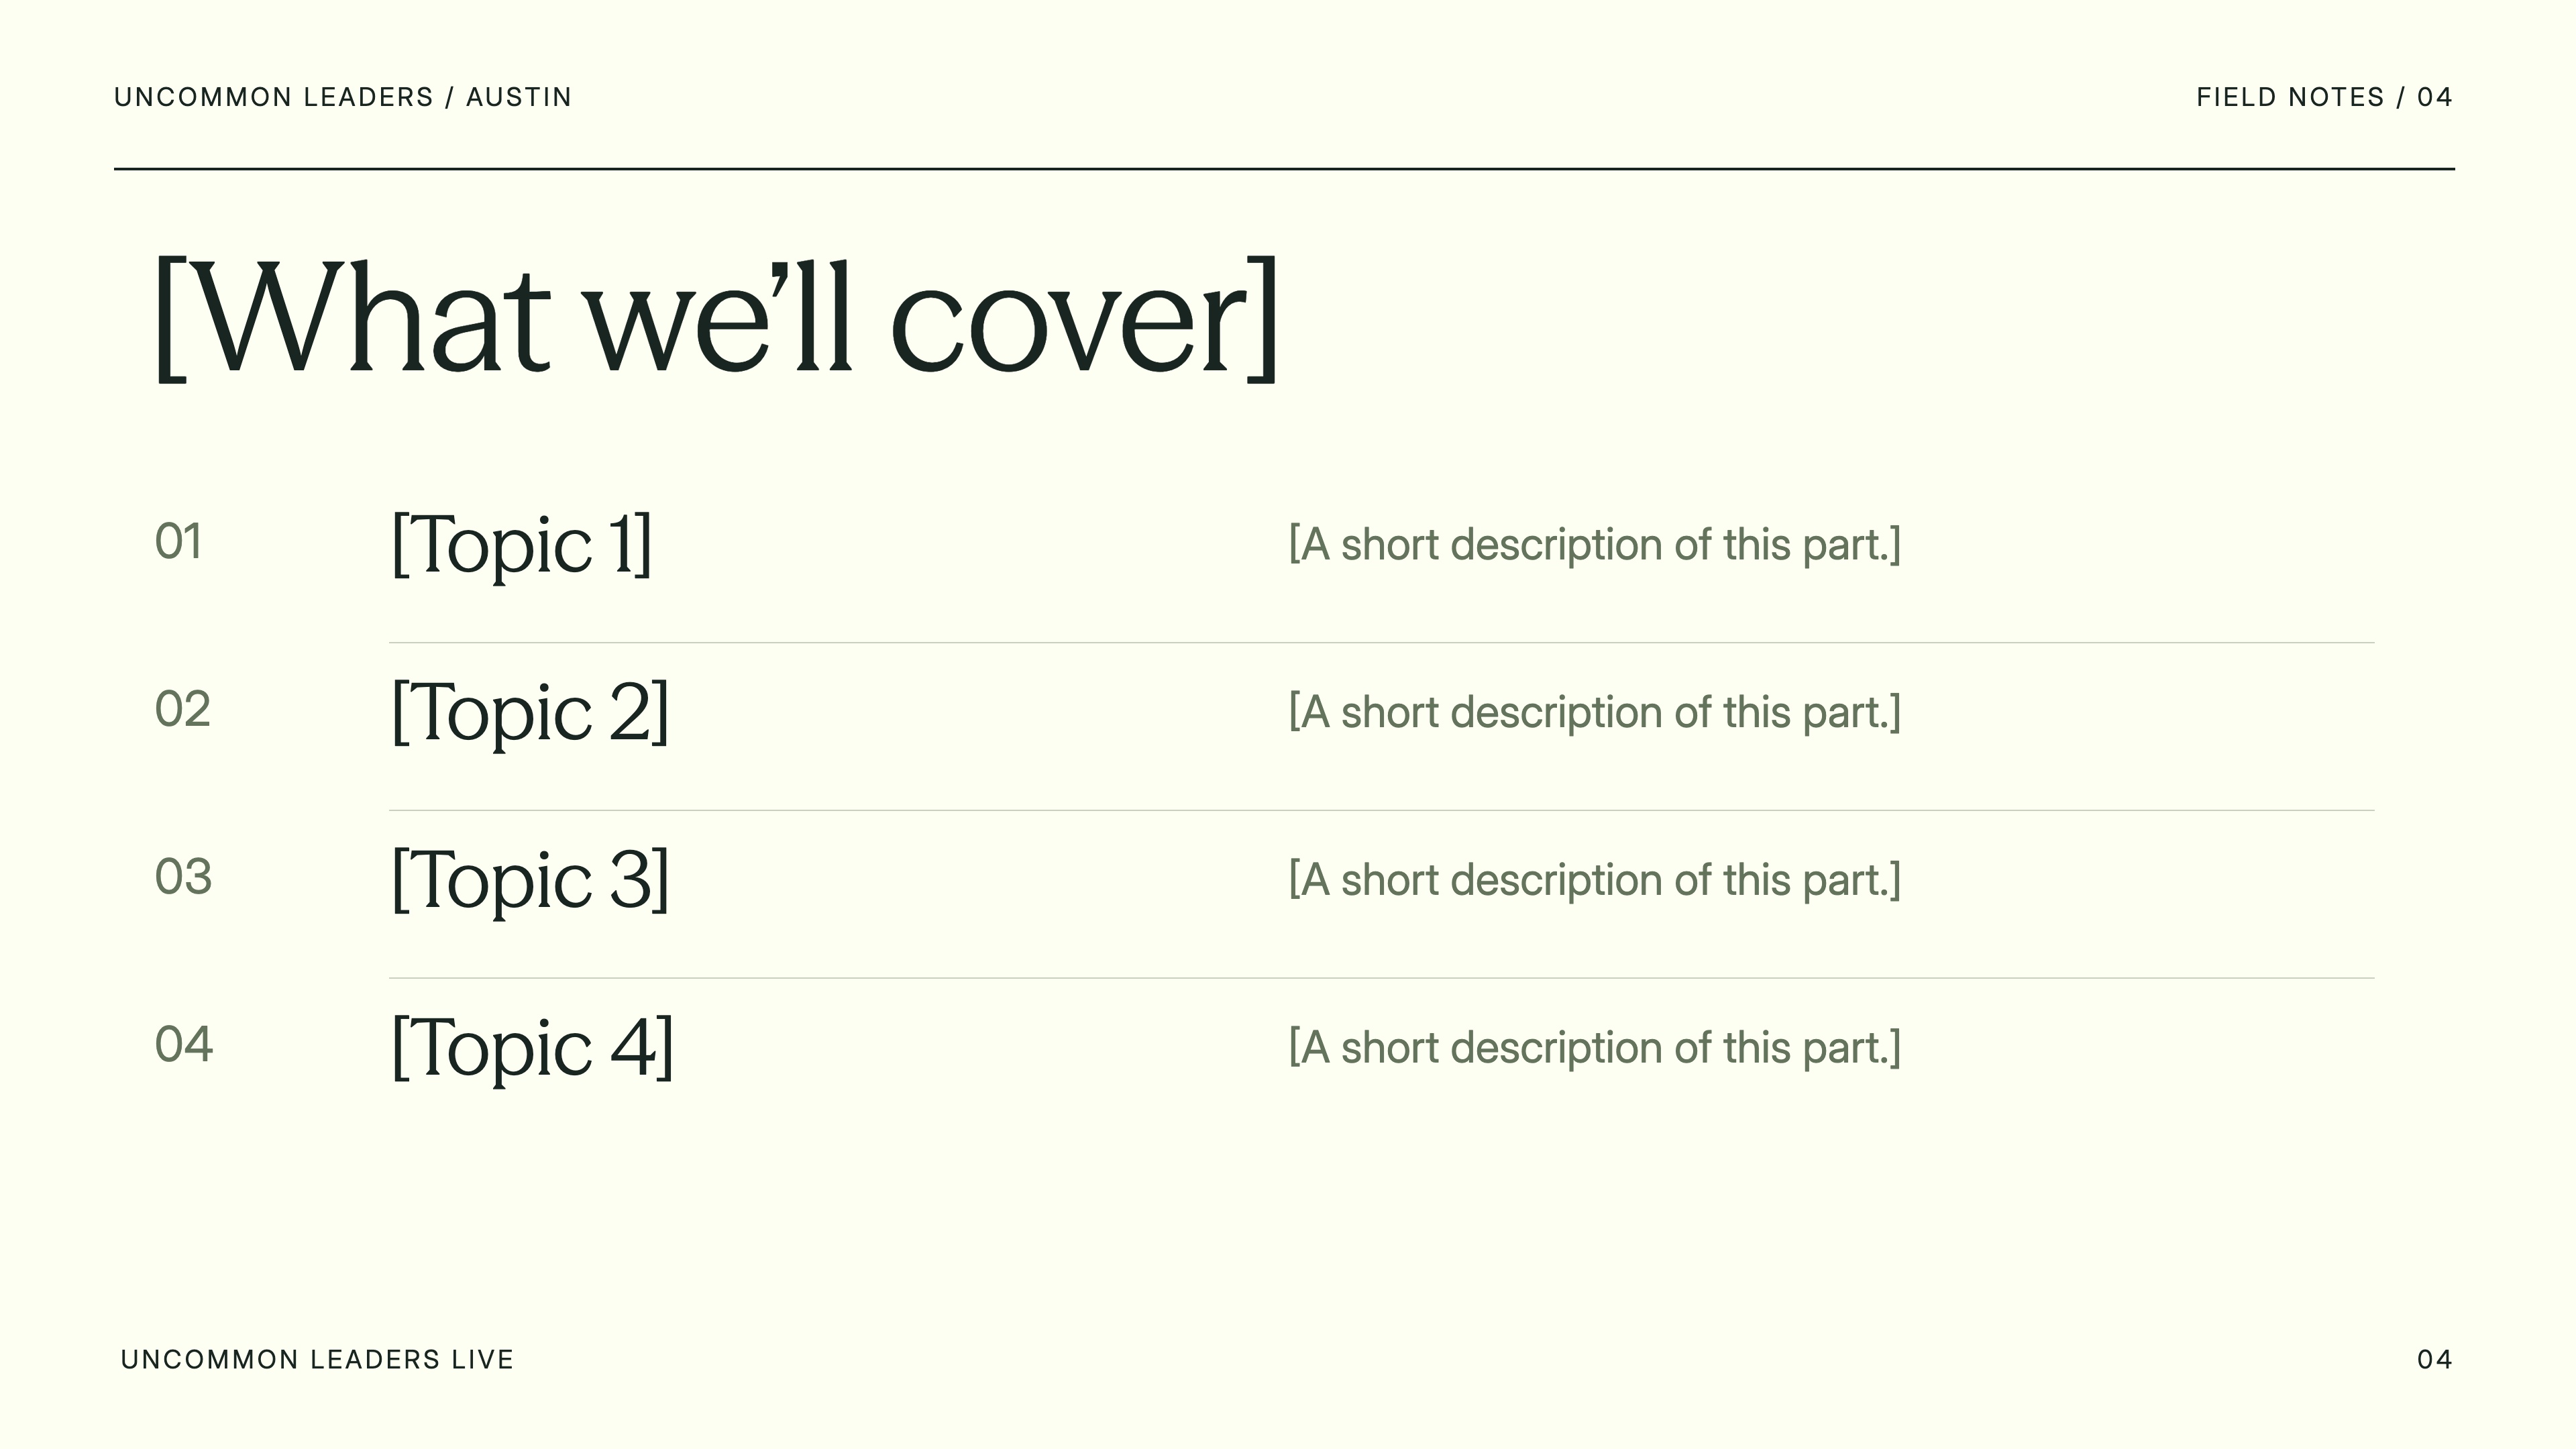 UNCOMMON LEADERS / AUSTIN
FIELD NOTES / 04
[What we’ll cover]
01
[Topic 1]
[A short description of this part.]
02
[Topic 2]
[A short description of this part.]
03
[Topic 3]
[A short description of this part.]
04
[Topic 4]
[A short description of this part.]
UNCOMMON LEADERS LIVE
04